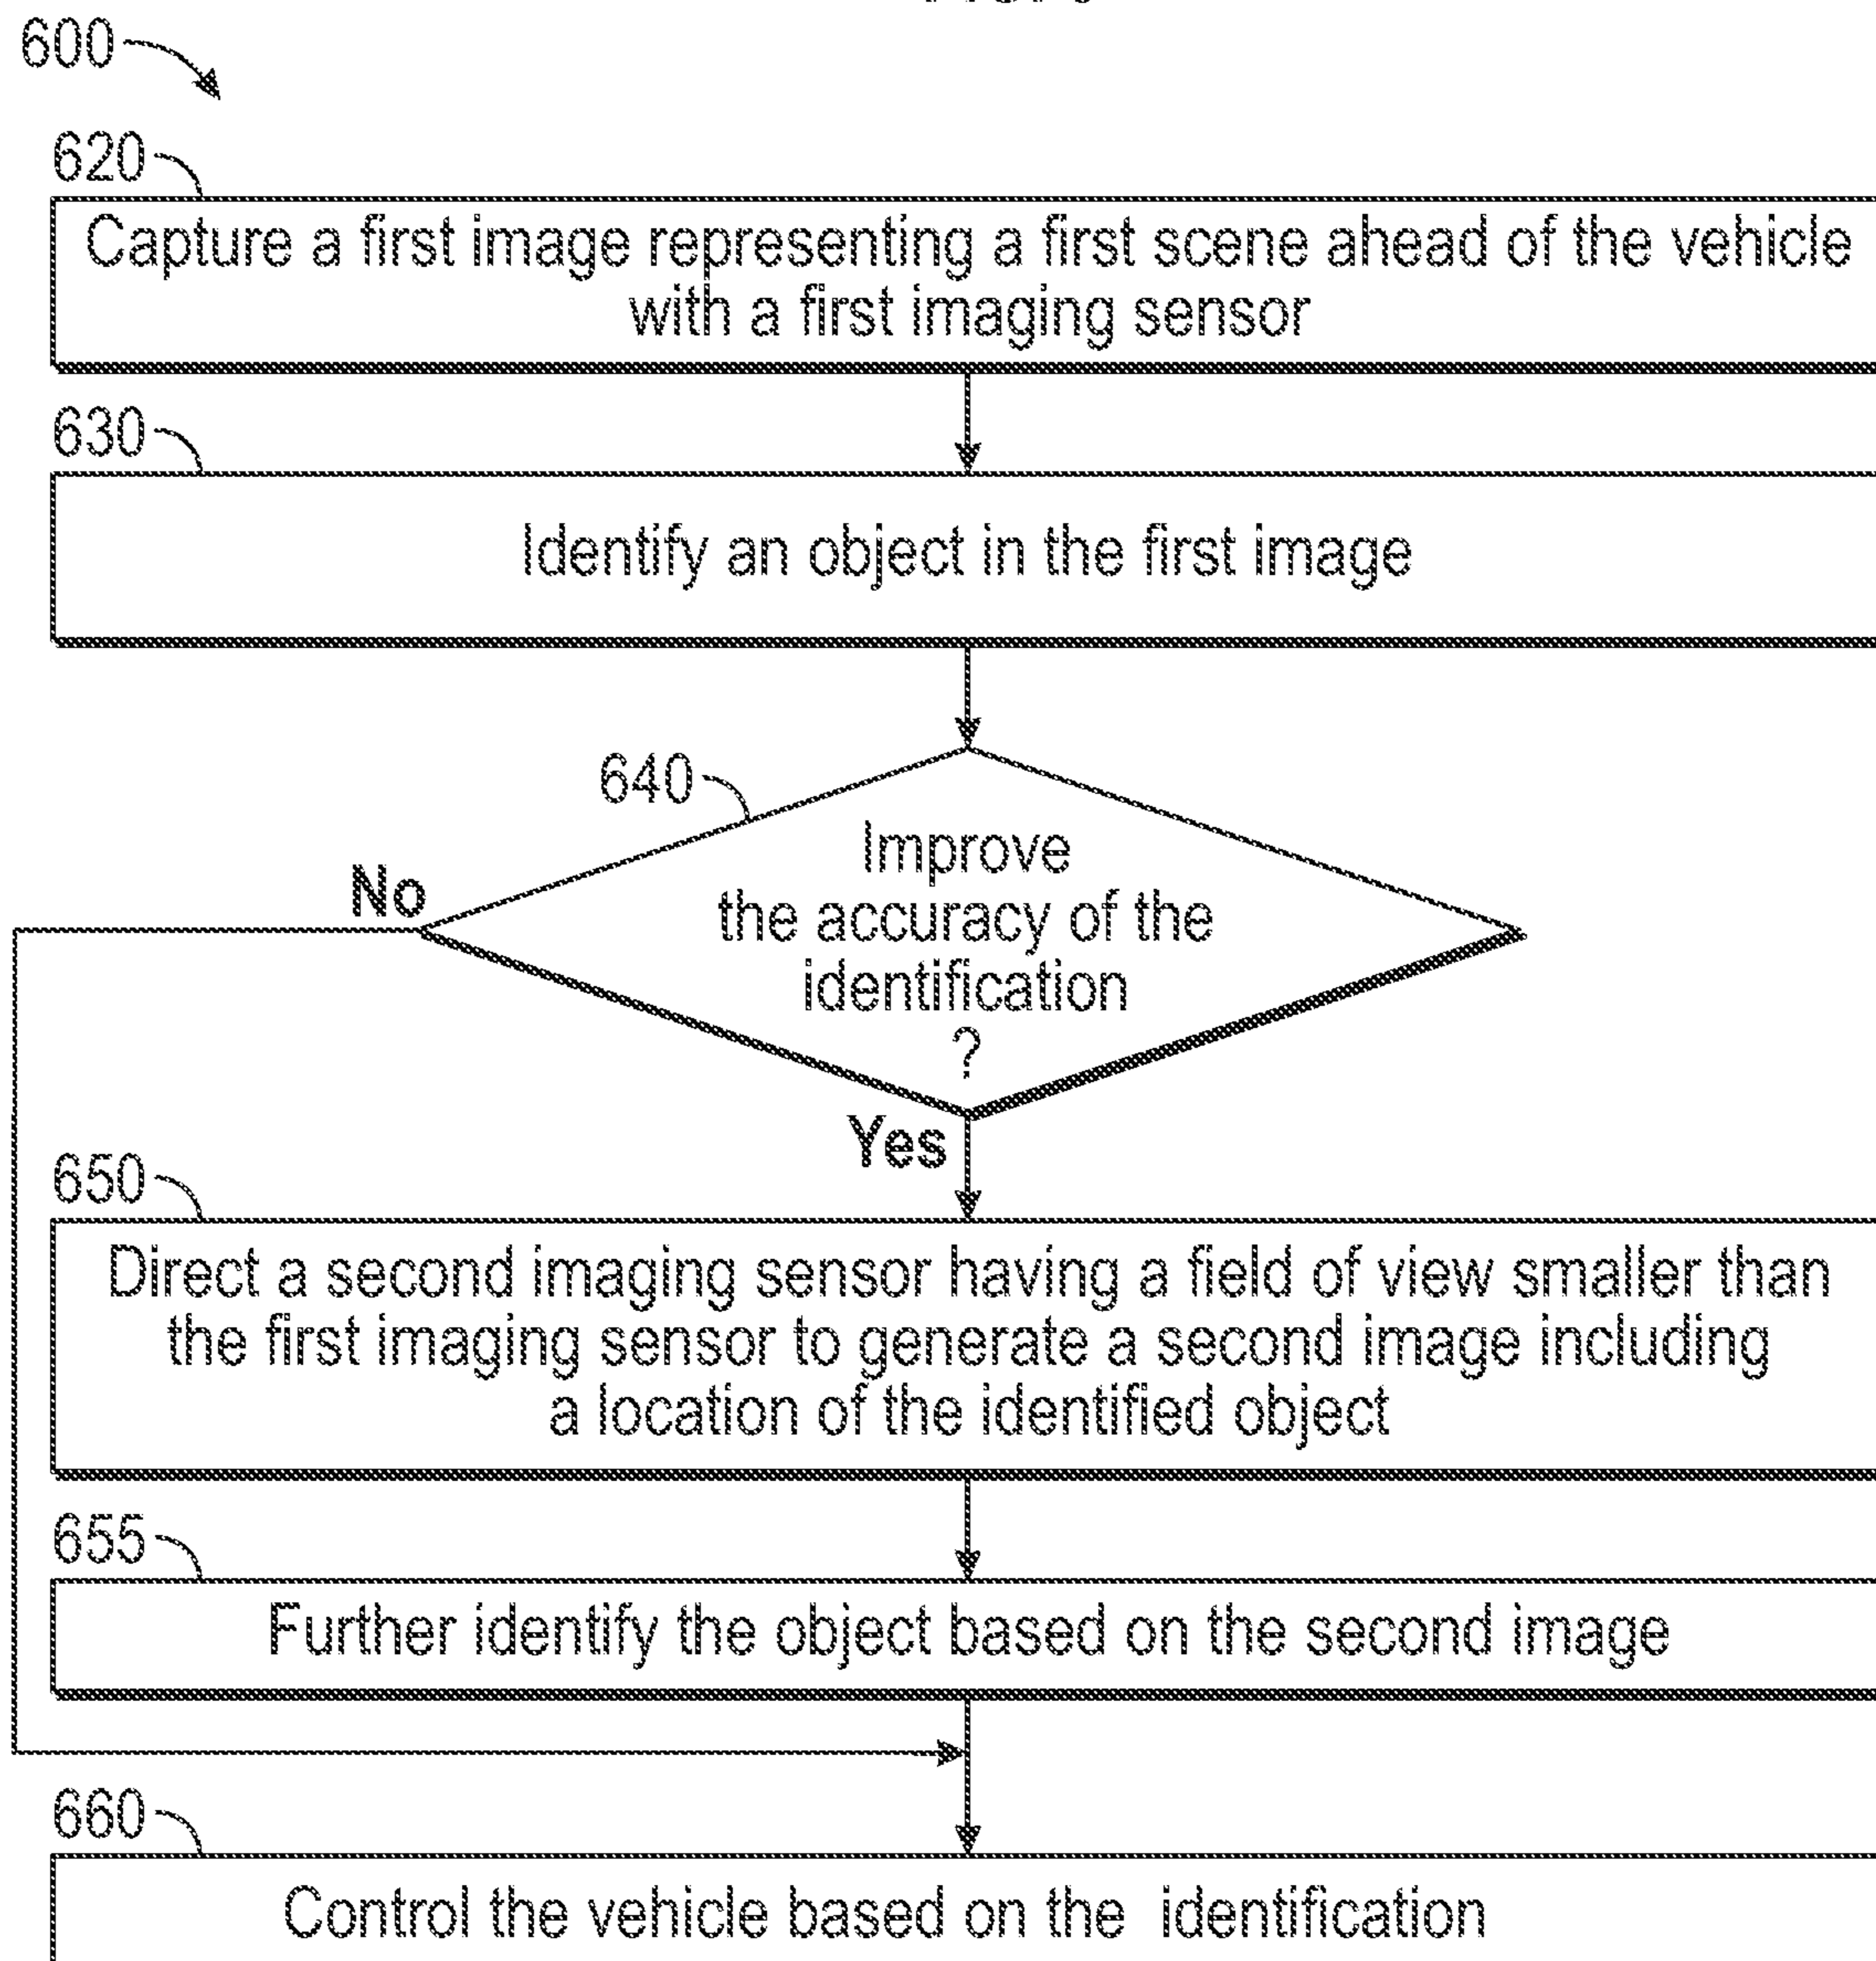 600
620
Capture a first image representing a first scene ahead of the vehicle
with a first imaging sensor
630
Identify an object in the first image
640
Improve
the accuracy of the
identification
?
No
Yes
650
Direct a second imaging sensor having a field of view smaller than
the first imaging sensor to generate a second image including
a location of the identified object
655
Further identify the object based on the second image
660
Control the vehicle based on the identification